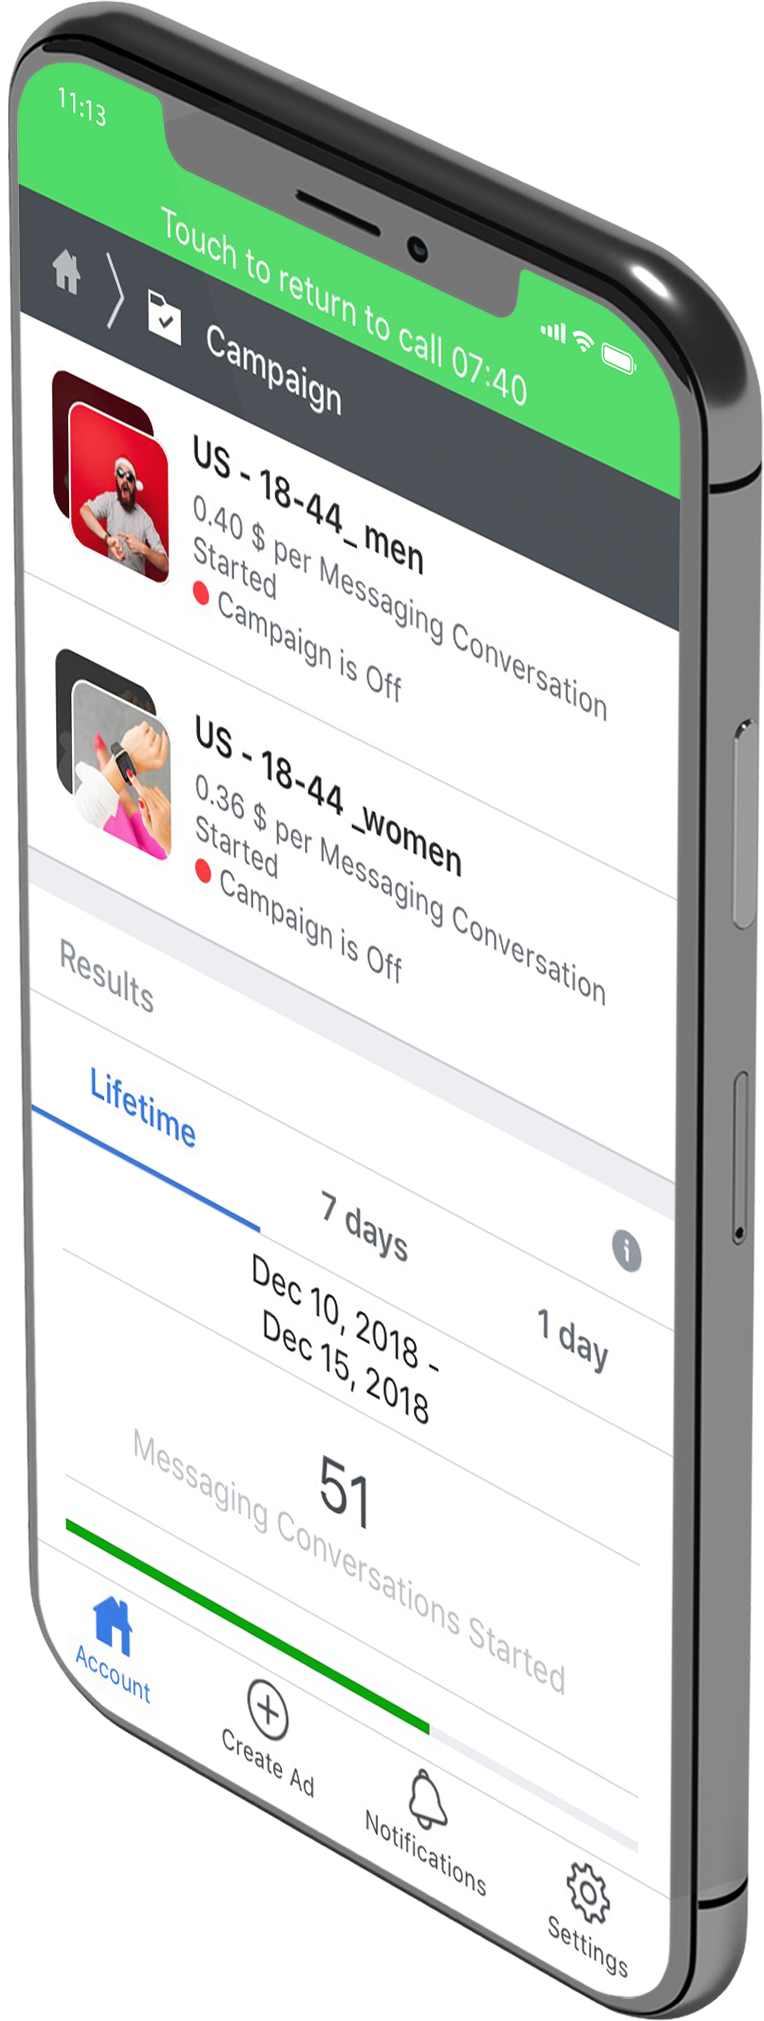 11:13
Touch to return to call 07:40
Campaign
US - 18-44_ men
0.40 $ per Messaging Conversation
Started
Campaign is Off
US - 18-44 _women
0.36 $ per Messaging Conversation
Started
Campaign is Off
Results
Lifetime
7 days
1 day
Dec 10, 2018 -
Dec 15, 2018
51
Messaging Conversations Started
Account
Create Ad
Notifications
Settings